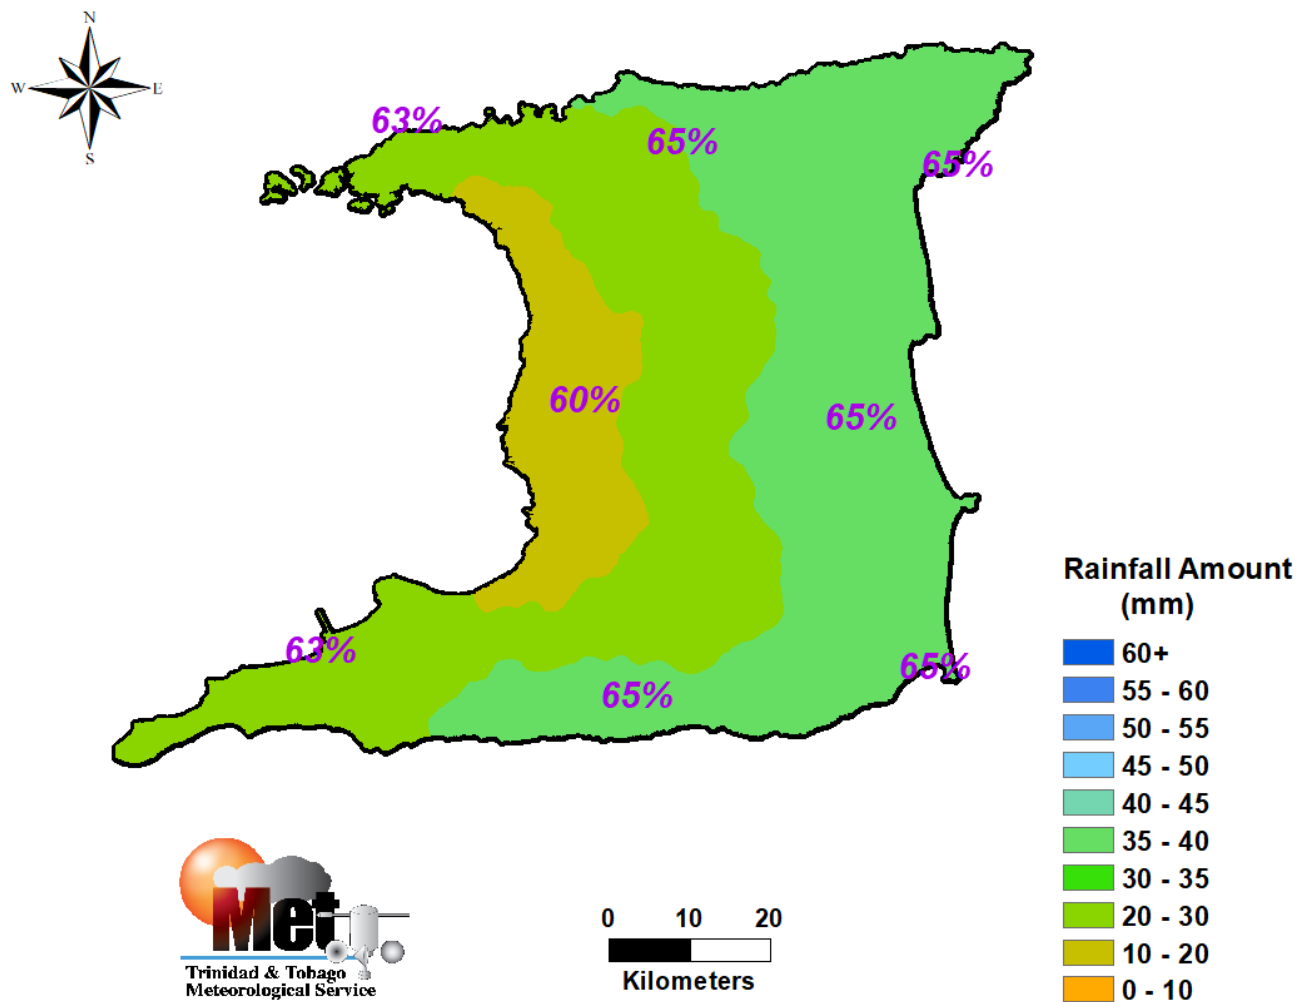 N
W
E
S
63%
65%
65%
60%
65%
63%
65%
65%
Rainfall Amount
(mm)
60+
55 - 60
50 - 55
45 - 50
40 - 45
35 - 40
30 - 35
20 - 30
10 - 20
0 - 10
Met
Trinidad & Tobago
Meteorological Service
0 10 20
Kilometers